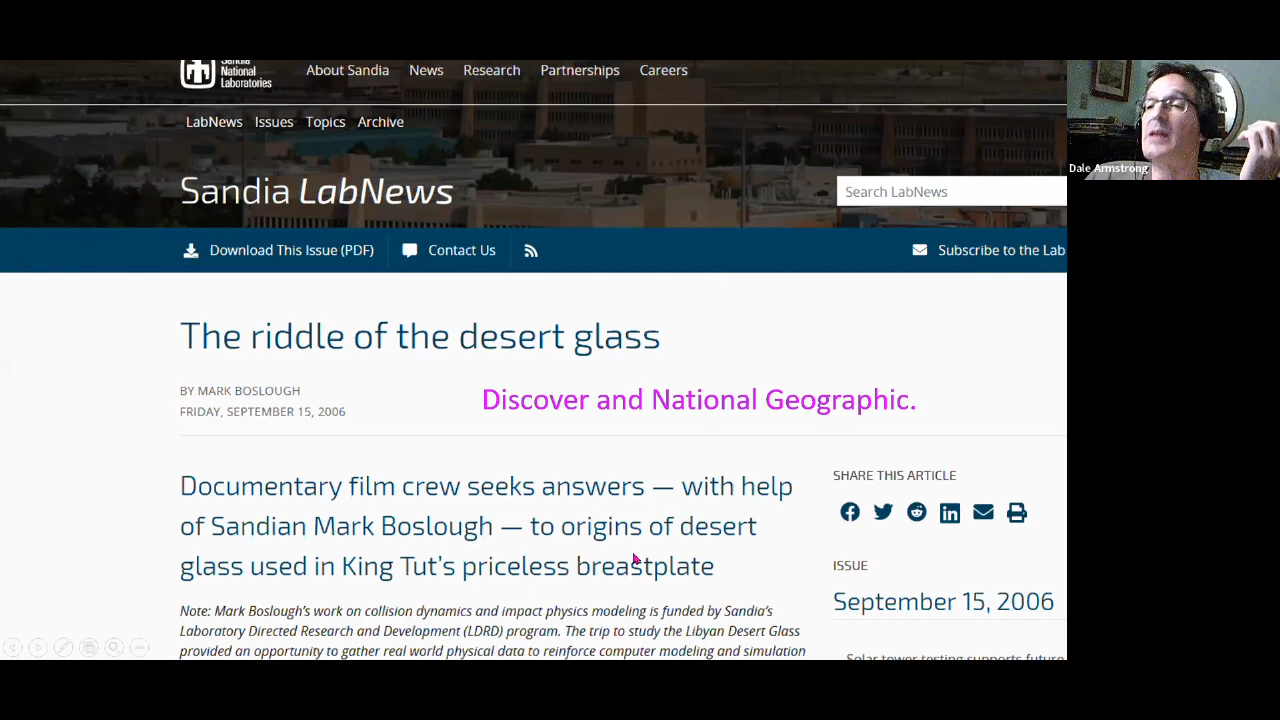 Sandia
National
Laboratories
About Sandia News Research Partnerships Careers
LabNews Issues Topics Archive
Sandia LabNews
Search LabNews
Dale Armstrong
Download This Issue (PDF) Contact Us
Subscribe to the Lab
The riddle of the desert glass
BY MARK BOSLOUGH
FRIDAY, SEPTEMBER 15, 2006
Discover and National Geographic.
Documentary film crew seeks answers — with help
of Sandian Mark Boslough — to origins of desert
glass used in King Tut's priceless breastplate
Note: Mark Boslough's work on collision dynamics and impact physics modeling is funded by Sandia's
Laboratory Directed Research and Development (LDRD) program. The trip to study the Libyan Desert Glass
provided an opportunity to gather real world physical data to reinforce computer modeling and simulation
SHARE THIS ARTICLE
ISSUE
September 15, 2006
Solar tower testing supports future